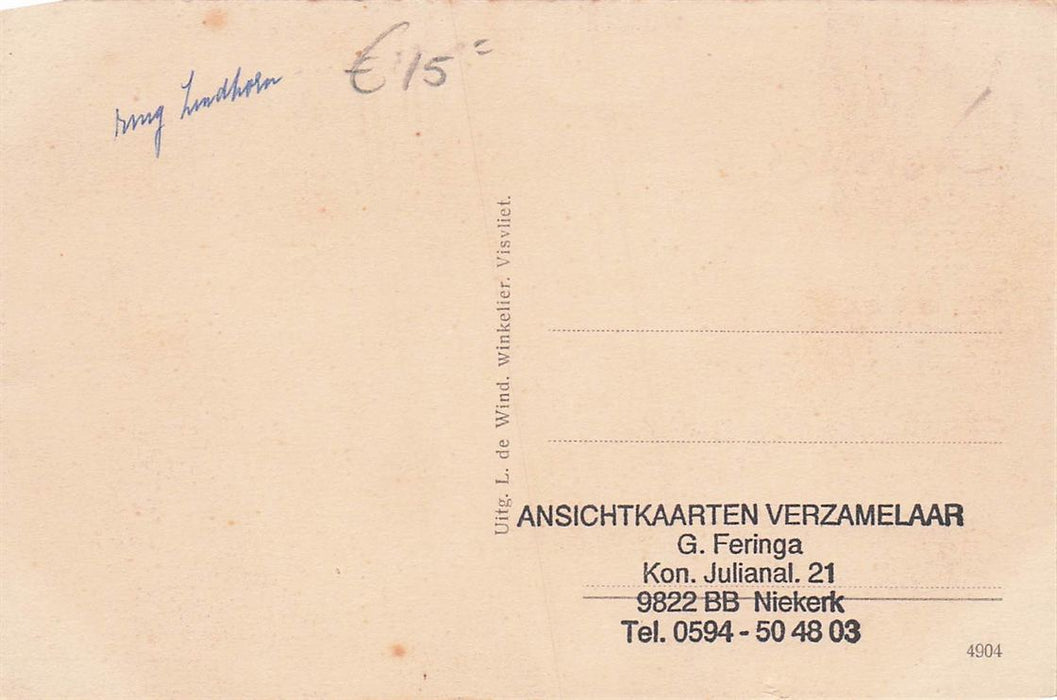 € 15 =
Uitg. L. de Wind. Winkelier. Visvliet.
ANSICHTKAARTEN VERZAMELAAR
G. Feringa
Kon. Julianal. 21
9822 BB Niekerk
Tel. 0594 - 50 48 03
4904